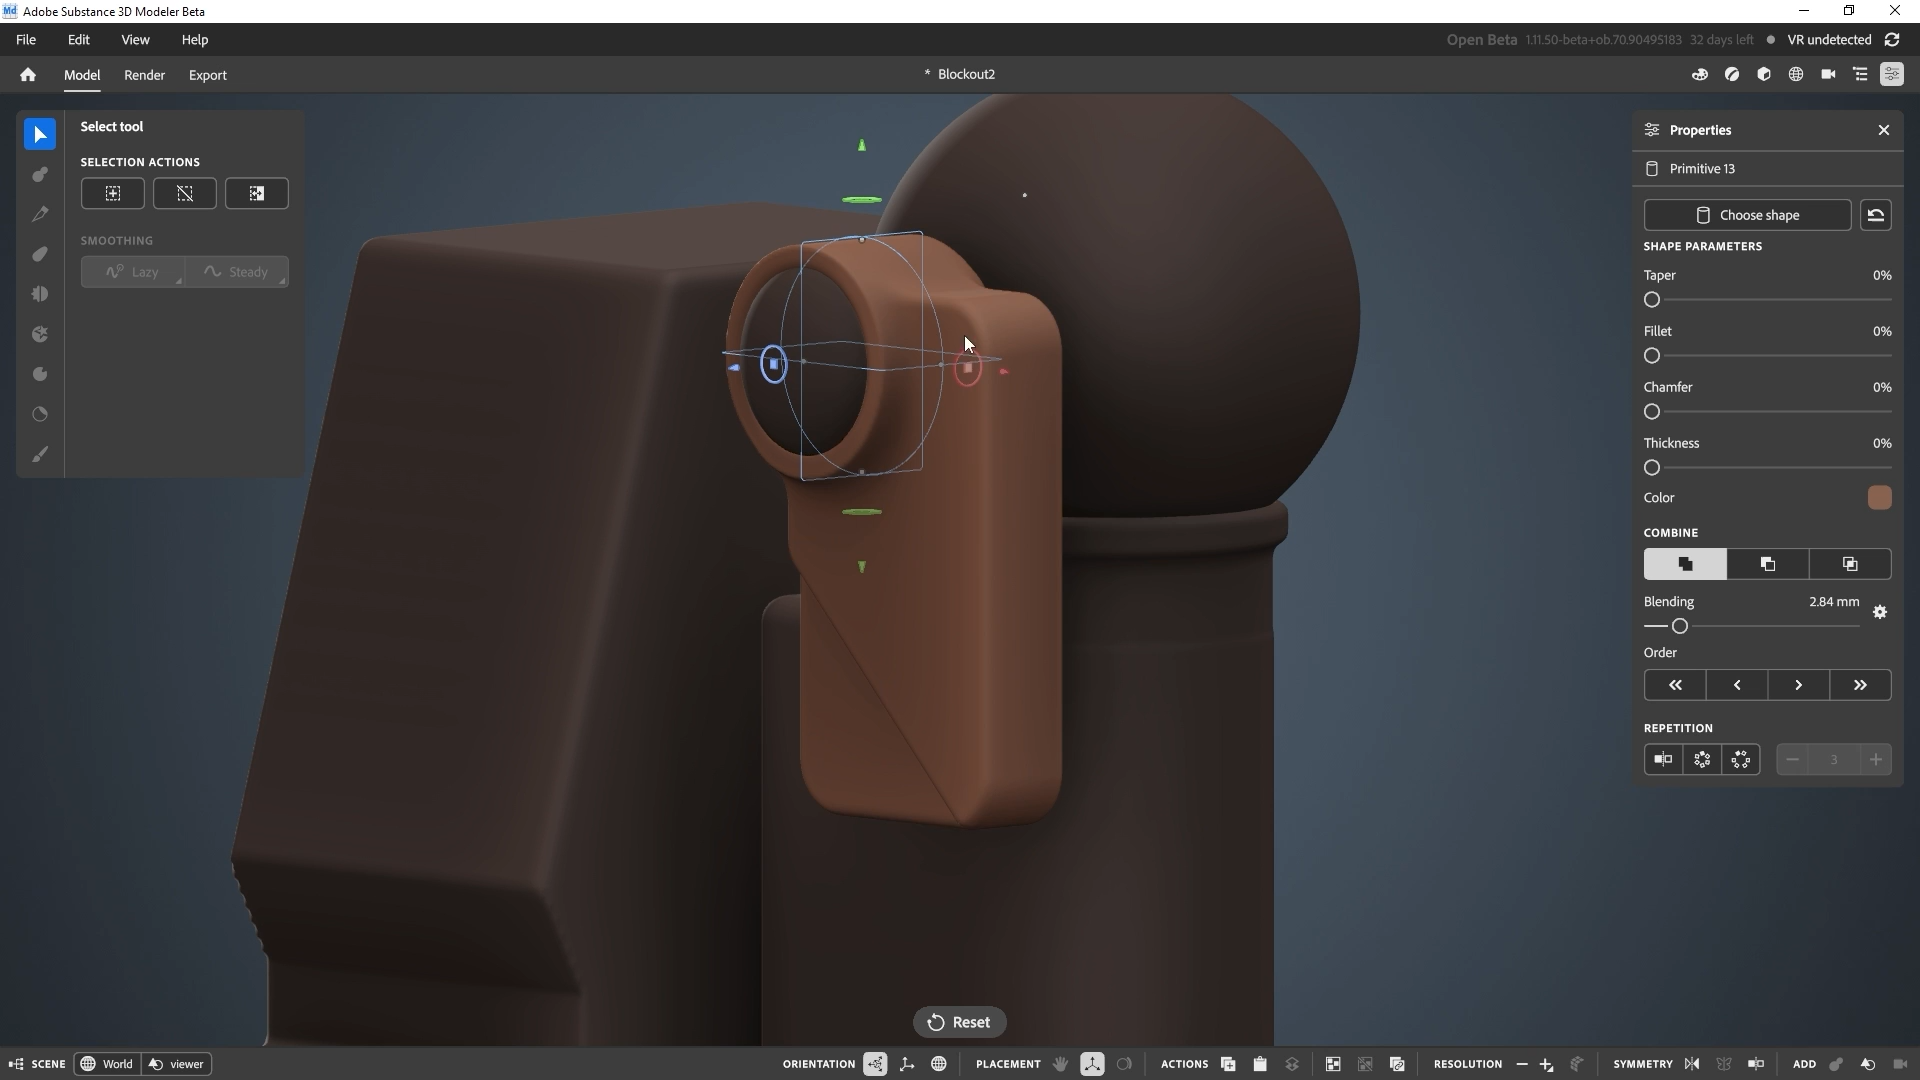 Md Adobe Substance 3D Modeler Beta
File Edit View Help
Open Beta 1.11.50-beta+ob.70.90495183 32 days left VR undetected
Model Render Export
* Blockout2
Select tool
SELECTION ACTIONS
SMOOTHING
Lazy Steady
Properties
Primitive 13
Choose shape
SHAPE PARAMETERS
Taper 0%
Fillet 0%
Chamfer 0%
Thickness 0%
Color
COMBINE
Blending 2.84 mm
Order
REPETITION
3
Reset
SCENE World viewer ORIENTATION PLACEMENT ACTIONS RESOLUTION SYMMETRY ADD